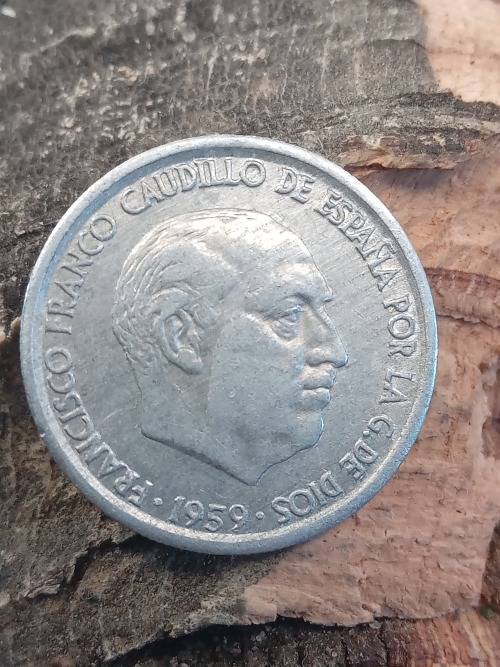 FRANCISCO FRANCO CAUDILLO DE ESPAÑA POR LA G. DE DIOS
· 1959 ·